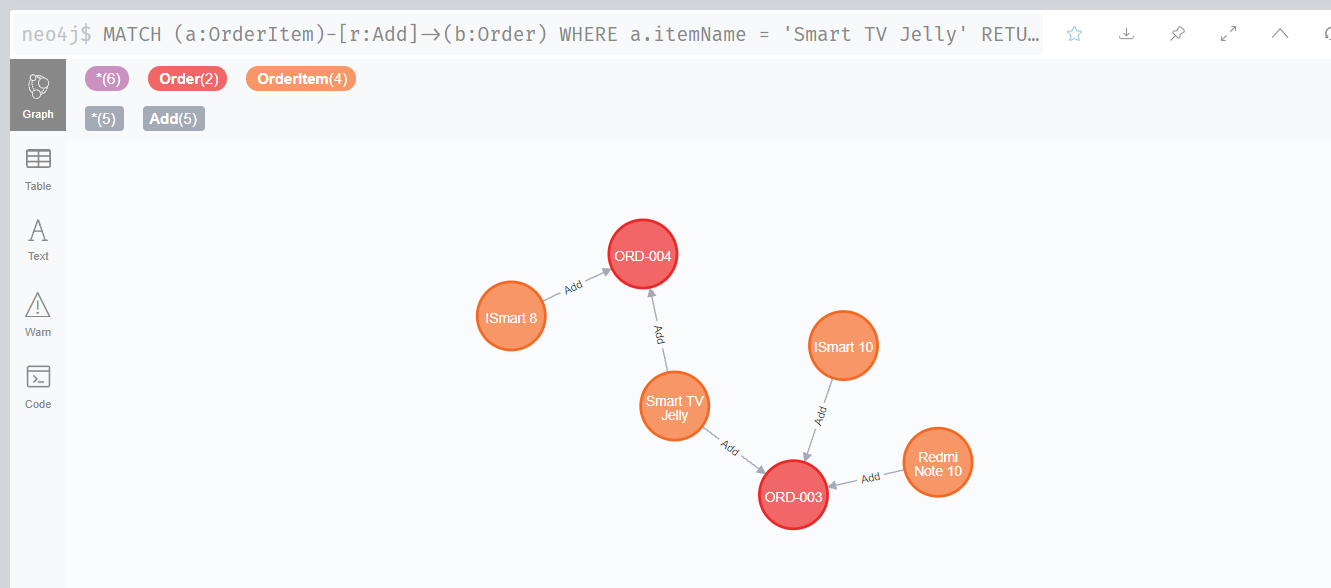 neo4j$ MATCH (a:OrderItem)-[r:Add]->(b:Order) WHERE a.itemName = 'Smart TV Jelly' RETU…
*(6) Order(2) OrderItem(4)
*(5) Add(5)
Graph
Table
Text
Warn
Code
ORD-004
Add
ISmart 8
Add
ISmart 10
Smart TV
Jelly
Add
Add
Redmi
Note 10
Add
ORD-003